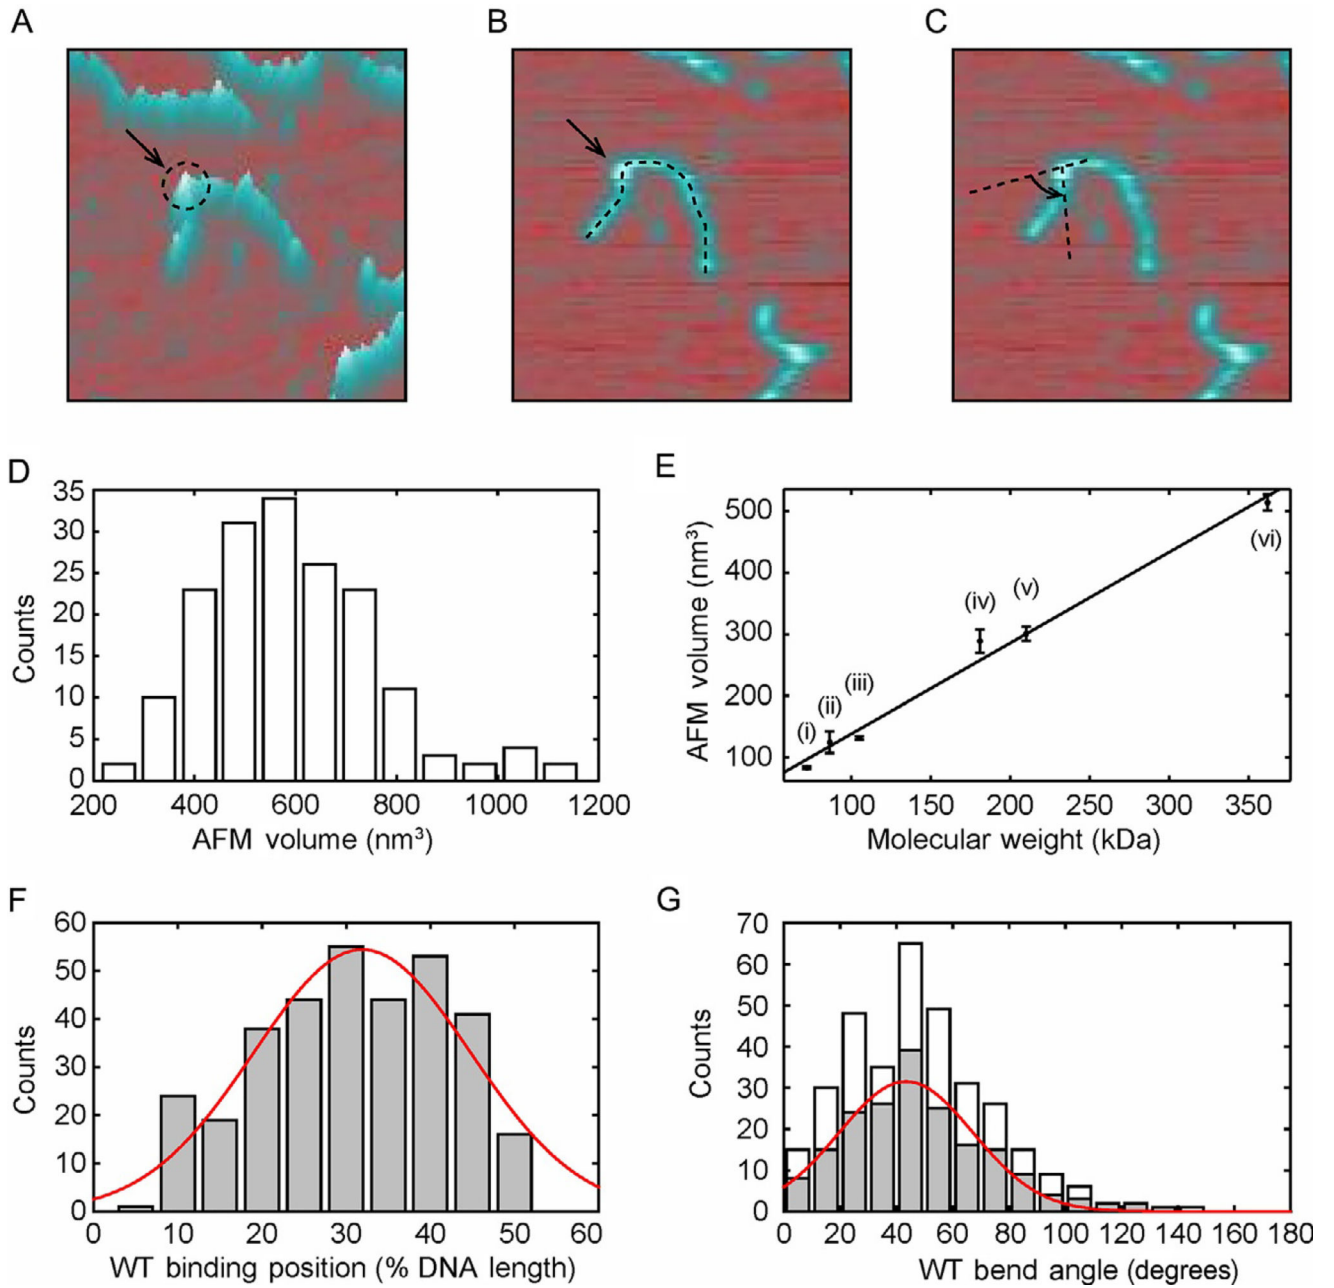 A
B
C
D
35
30
25
20
15
10
5
0
Counts
200
400
600
800
1000
1200
AFM volume (nm³)
E
500
400
300
200
100
AFM volume (nm³)
(i)
(ii)
(iii)
(iv)
(v)
(vi)
100
150
200
250
300
350
Molecular weight (kDa)
F
60
50
40
30
20
10
0
Counts
0
10
20
30
40
50
60
WT binding position (% DNA length)
G
70
60
50
40
30
20
10
0
Counts
0
20
40
60
80
100
120
140
160
180
WT bend angle (degrees)